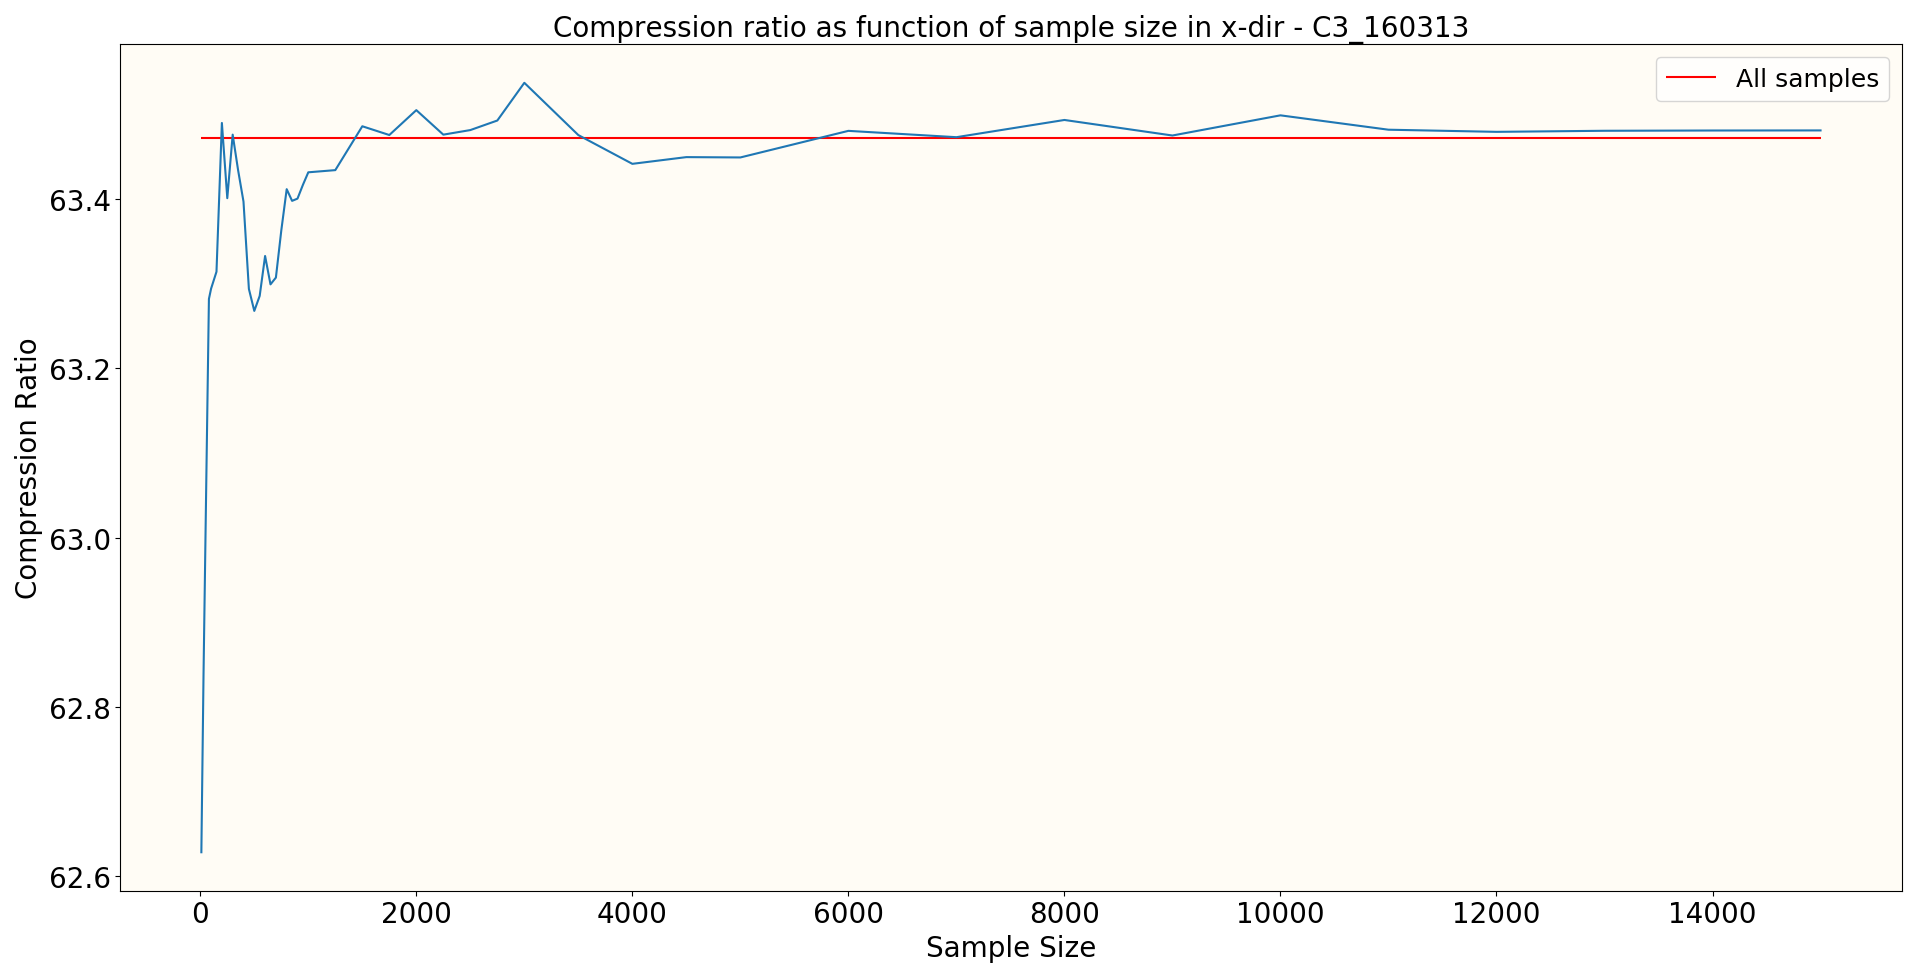 Compression ratio as function of sample size in x-dir - C3_160313
All samples
Compression Ratio
63.4
63.2
63.0
62.8
62.6
0 2000 4000 6000 8000 10000 12000 14000
Sample Size